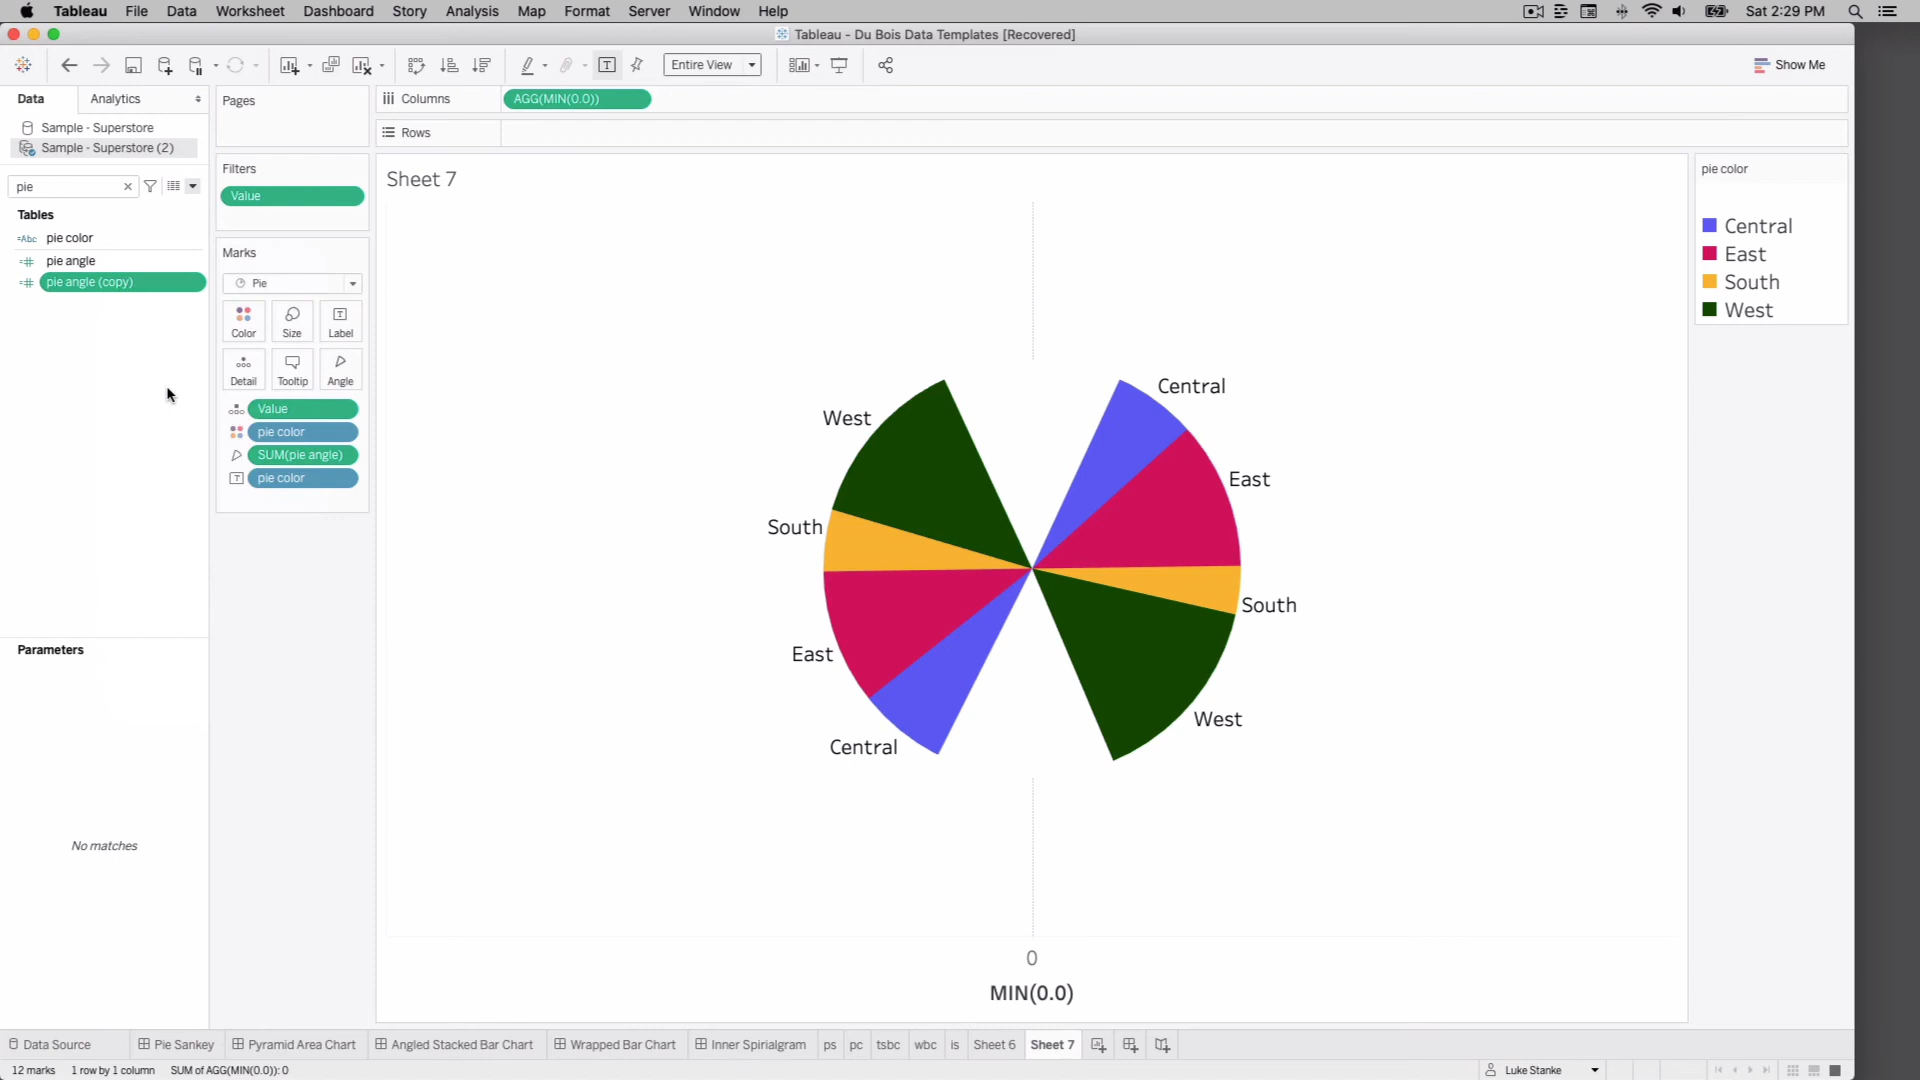 Tableau File Data Worksheet Dashboard Story Analysis Map Format Server Window Help Sat 2:29 PM
Tableau - Du Bois Data Templates [Recovered]
Entire View
Show Me
Data Analytics
Pages
Columns AGG(MIN(0.0))
Sample - Superstore
Rows
Sample - Superstore (2)
Filters
Value
pie
Tables
=Abc pie color
pie angle
pie angle (copy)
Marks
Pie
Color Size Label
Detail Tooltip Angle
Value
pie color
SUM(pie angle)
pie color
Sheet 7
West
Central
East
South
South
East
West
Central
0
MIN(0.0)
pie color
Central
East
South
West
Parameters
No matches
Data Source Pie Sankey Pyramid Area Chart Angled Stacked Bar Chart Wrapped Bar Chart Inner Spirialgram ps pc tsbc wbc is Sheet 6 Sheet 7
12 marks 1 row by 1 column SUM of AGG(MIN(0.0)): 0 Luke Stanke